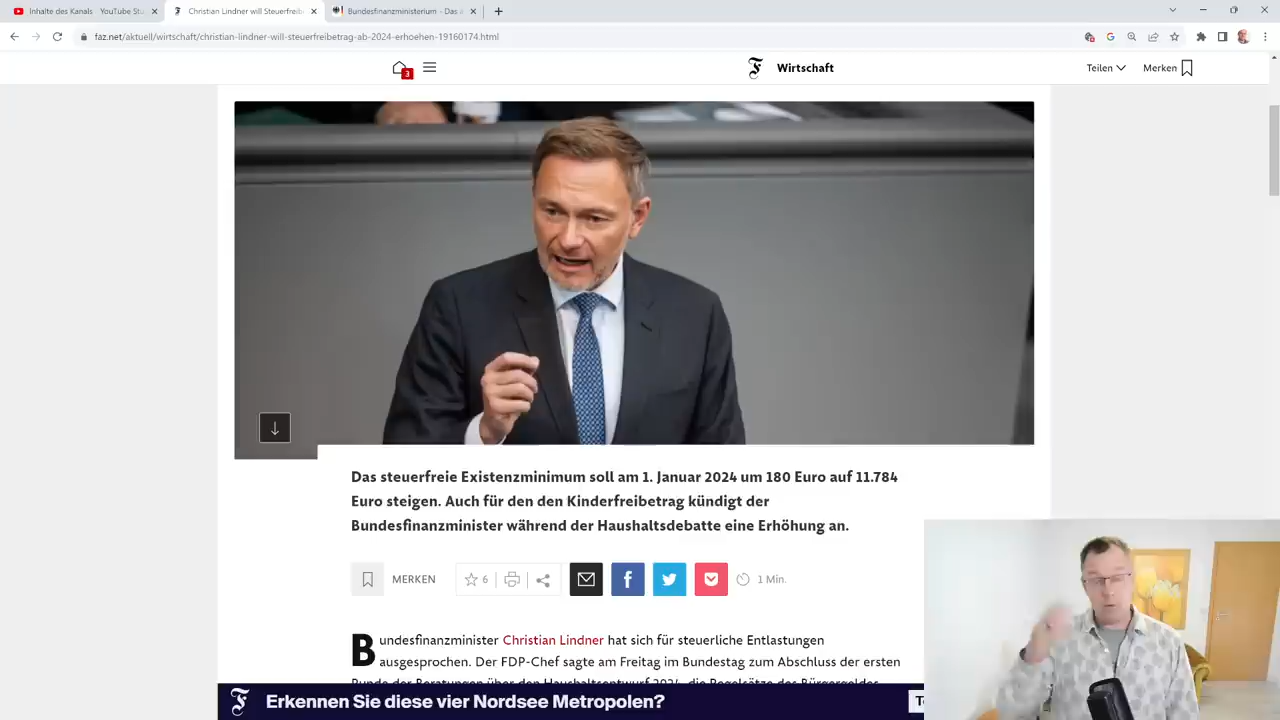 Inhalte des Kanals - YouTube Stu
Christian Lindner will Steuerfreib
Bundesfinanzministerium - Das a
faz.net/aktuell/wirtschaft/christian-lindner-will-steuerfreibetrag-ab-2024-erhoehen-19160174.html
3
Wirtschaft
Teilen
Merken
Das steuerfreie Existenzminimum soll am 1. Januar 2024 um 180 Euro auf 11.784
Euro steigen. Auch für den den Kinderfreibetrag kündigt der
Bundesfinanzminister während der Haushaltsdebatte eine Erhöhung an.
MERKEN
6
1 Min.
Bundesfinanzminister Christian Lindner hat sich für steuerliche Entlastungen
ausgesprochen. Der FDP-Chef sagte am Freitag im Bundestag zum Abschluss der ersten
Runde der Beratungen über den Haushaltsentwurf 2024, die Regelsätze des Bürgergeldes
Erkennen Sie diese vier Nordsee Metropolen?